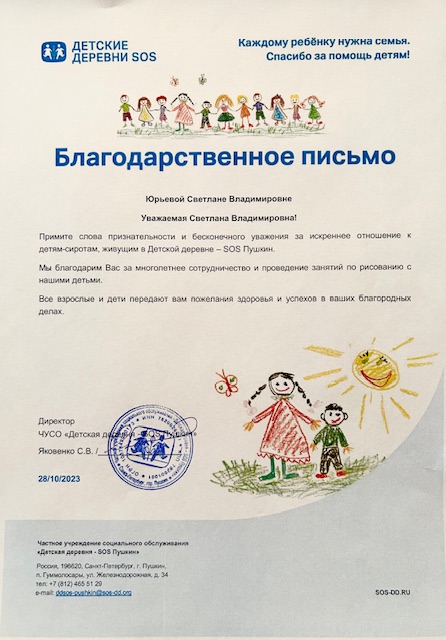 ДЕТСКИЕ
ДЕРЕВНИ SOS
Каждому ребёнку нужна семья.
Спасибо за помощь детям!
Благодарственное письмо
Юрьевой Светлане Владимировне
Уважаемая Светлана Владимировна!
Примите слова признательности и бесконечного уважения за искреннее отношение к
детям-сиротам, живущим в Детской деревне – SOS Пушкин.
Мы благодарим Вас за многолетнее сотрудничество и проведение занятий по рисованию с
нашими детьми.
Все взрослые и дети передают вам пожелания здоровья и успехов в ваших благородных
делах.
Директор
ЧУСО «Детская деревня - SOS Пушкин»
Яковенко С.В. /
28/10/2023
Частное учреждение социального обслуживания
«Детская деревня - SOS Пушкин»
Россия, 196620, Санкт-Петербург, г. Пушкин,
п. Гуммолосары, ул. Железнодорожная, д. 34
тел: +7 (812) 465 51 29
e-mail: ddsos-pushkin@sos-dd.org
SOS-DD.RU